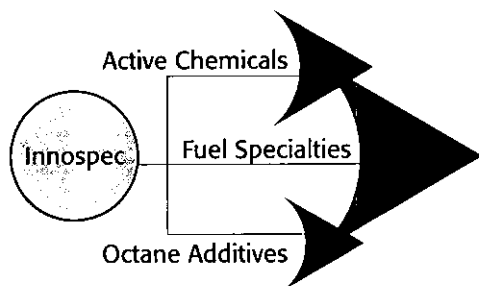 Active Chemicals
Innospec
Fuel Specialties
Octane Additives